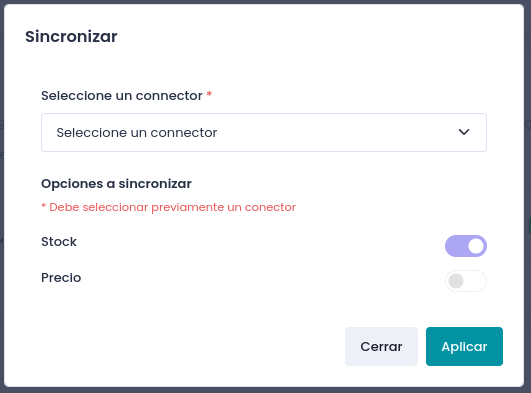 Sincronizar
Seleccione un connector *
Seleccione un connector
Opciones a sincronizar
* Debe seleccionar previamente un conector
Stock
Precio
Cerrar
Aplicar